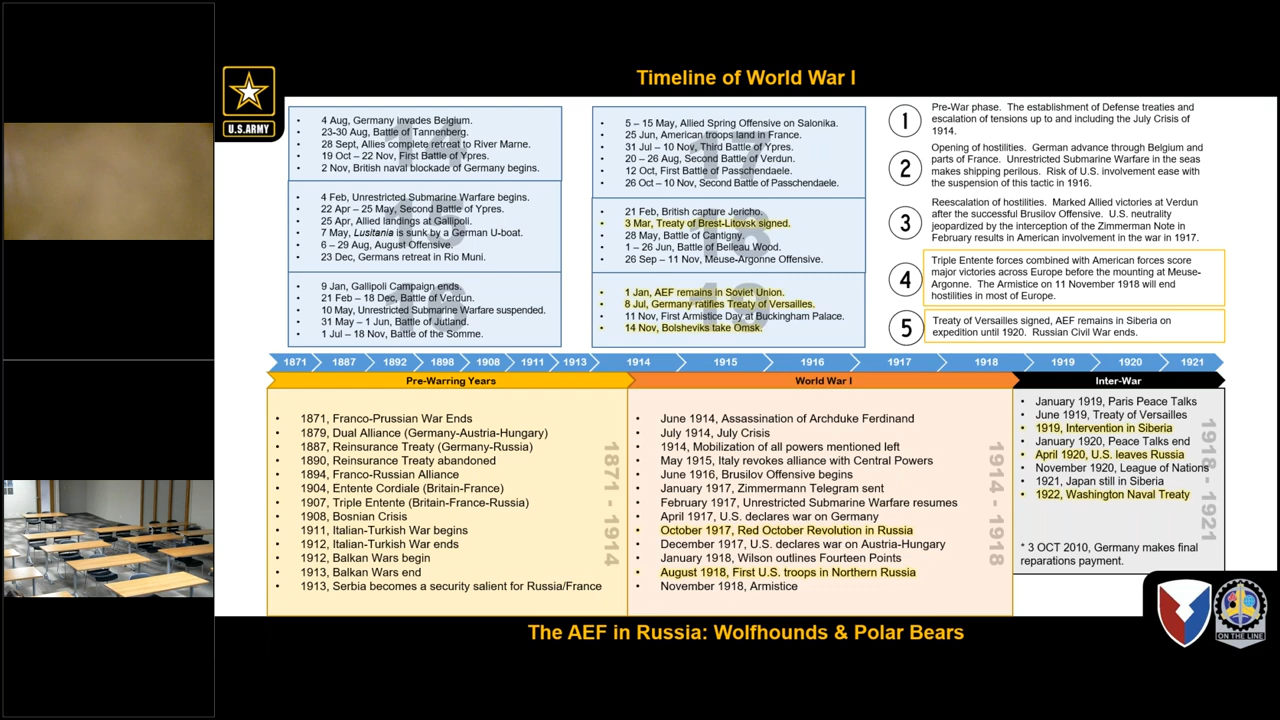 Timeline of World War I
U.S.ARMY
14
• 4 Aug, Germany invades Belgium.
• 23-30 Aug, Battle of Tannenberg.
• 28 Sept, Allies complete retreat to River Marne.
• 19 Oct – 22 Nov, First Battle of Ypres.
• 2 Nov, British naval blockade of Germany begins.
15
• 4 Feb, Unrestricted Submarine Warfare begins.
• 22 Apr – 25 May, Second Battle of Ypres.
• 25 Apr, Allied landings at Gallipoli.
• 7 May, Lusitania is sunk by a German U-boat.
• 6 – 29 Aug, August Offensive.
• 23 Dec, Germans retreat in Rio Muni.
16
• 9 Jan, Gallipoli Campaign ends.
• 21 Feb – 18 Dec, Battle of Verdun.
• 10 May, Unrestricted Submarine Warfare suspended.
• 31 May – 1 Jun, Battle of Jutland.
• 1 Jul – 18 Nov, Battle of the Somme.
17
• 5 – 15 May, Allied Spring Offensive on Salonika.
• 25 Jun, American troops land in France.
• 31 Jul – 10 Nov, Third Battle of Ypres.
• 20 – 26 Aug, Second Battle of Verdun.
• 12 Oct, First Battle of Passchendaele.
• 26 Oct – 10 Nov, Second Battle of Passchendaele.
18
• 21 Feb, British capture Jericho.
• 3 Mar, Treaty of Brest-Litovsk signed.
• 28 May, Battle of Cantigny.
• 1 – 26 Jun, Battle of Belleau Wood.
• 26 Sep – 11 Nov, Meuse-Argonne Offensive.
19
• 1 Jan, AEF remains in Soviet Union.
• 8 Jul, Germany ratifies Treaty of Versailles.
• 11 Nov, First Armistice Day at Buckingham Palace.
• 14 Nov, Bolsheviks take Omsk.
1
Pre-War phase. The establishment of Defense treaties and
escalation of tensions up to and including the July Crisis of
1914.
2
Opening of hostilities. German advance through Belgium and
parts of France. Unrestricted Submarine Warfare in the seas
makes shipping perilous. Risk of U.S. involvement ease with
the suspension of this tactic in 1916.
3
Reescalation of hostilities. Marked Allied victories at Verdun
after the successful Brusilov Offensive. U.S. neutrality
jeopardized by the interception of the Zimmerman Note in
February results in American involvement in the war in 1917.
4
Triple Entente forces combined with American forces score
major victories across Europe before the mounting at Meuse-
Argonne. The Armistice on 11 November 1918 will end
hostilities in most of Europe.
5
Treaty of Versailles signed, AEF remains in Siberia on
expedition until 1920. Russian Civil War ends.
1871 1887 1892 1898 1908 1911 1913 1914 1915 1916 1917 1918 1919 1920 1921
Pre-Warring Years
World War I
Inter-War
• 1871, Franco-Prussian War Ends
• 1879, Dual Alliance (Germany-Austria-Hungary)
• 1887, Reinsurance Treaty (Germany-Russia)
• 1890, Reinsurance Treaty abandoned
• 1894, Franco-Russian Alliance
• 1904, Entente Cordiale (Britain-France)
• 1907, Triple Entente (Britain-France-Russia)
• 1908, Bosnian Crisis
• 1911, Italian-Turkish War begins
• 1912, Italian-Turkish War ends
• 1912, Balkan Wars begin
• 1913, Balkan Wars end
• 1913, Serbia becomes a security salient for Russia/France
1871 - 1914
• June 1914, Assassination of Archduke Ferdinand
• July 1914, July Crisis
• 1914, Mobilization of all powers mentioned left
• May 1915, Italy revokes alliance with Central Powers
• June 1916, Brusilov Offensive begins
• January 1917, Zimmermann Telegram sent
• February 1917, Unrestricted Submarine Warfare resumes
• April 1917, U.S. declares war on Germany
• October 1917, Red October Revolution in Russia
• December 1917, U.S. declares war on Austria-Hungary
• January 1918, Wilson outlines Fourteen Points
• August 1918, First U.S. troops in Northern Russia
• November 1918, Armistice
1914 - 1918
• January 1919, Paris Peace Talks
• June 1919, Treaty of Versailles
• 1919, Intervention in Siberia
• January 1920, Peace Talks end
• April 1920, U.S. leaves Russia
• November 1920, League of Nations
• 1921, Japan still in Siberia
• 1922, Washington Naval Treaty
1918 - 1921
* 3 OCT 2010, Germany makes final
reparations payment.
The AEF in Russia: Wolfhounds & Polar Bears
ON THE LINE